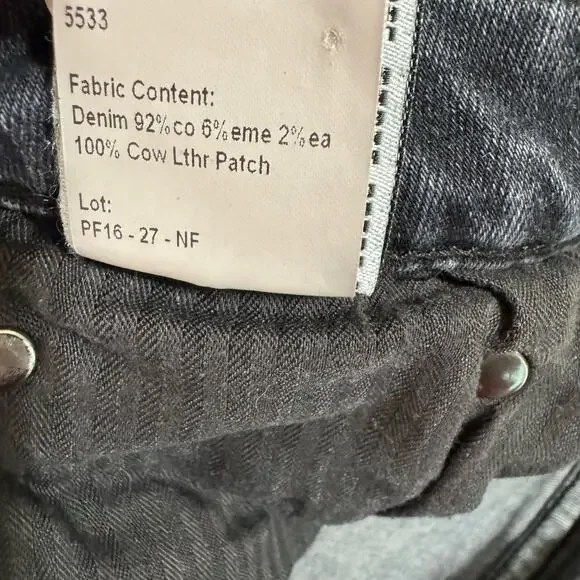 5533
Fabric Content:
Denim 92%co 6%eme 2%ea
100% Cow Lthr Patch
Lot:
PF16 - 27 - NF